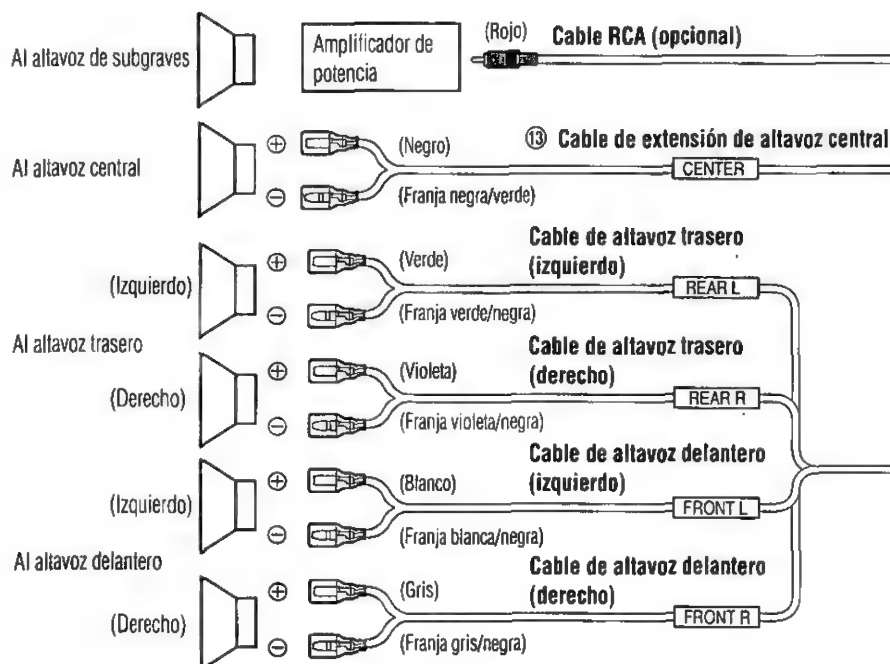 Al altavoz de subgraves
Amplificador de
potencia
(Rojo)
Cable RCA (opcional)
Al altavoz central
⊕
(Negro)
⑬ Cable de extensión de altavoz central
CENTER
⊖
(Franja negra/verde)
Al altavoz trasero
(Izquierdo)
⊕
(Verde)
Cable de altavoz trasero
(izquierdo)
REAR L
⊖
(Franja verde/negra)
(Derecho)
⊕
(Violeta)
Cable de altavoz trasero
(derecho)
REAR R
⊖
(Franja violeta/negra)
Al altavoz delantero
(Izquierdo)
⊕
(Blanco)
Cable de altavoz delantero
(izquierdo)
FRONT L
⊖
(Franja blanca/negra)
(Derecho)
⊕
(Gris)
Cable de altavoz delantero
(derecho)
FRONT R
⊖
(Franja gris/negra)